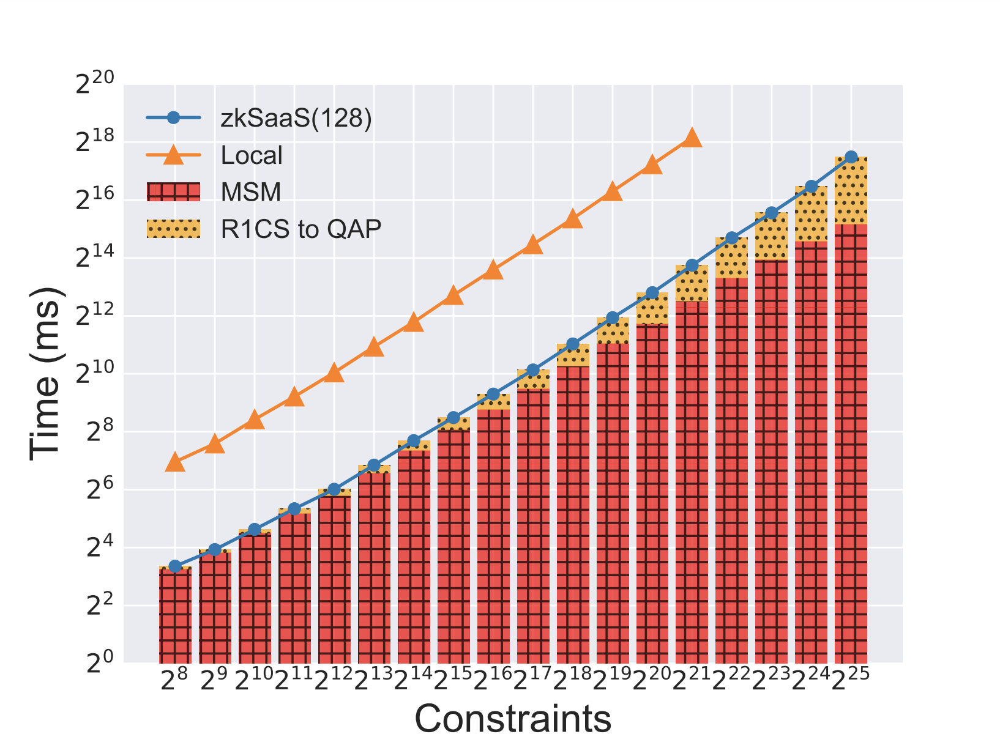 2^20
2^18
2^16
2^14
2^12
2^10
2^8
2^6
2^4
2^2
2^0
Time (ms)
zkSaaS(128)
Local
MSM
R1CS to QAP
2^8 2^9 2^10 2^11 2^12 2^13 2^14 2^15 2^16 2^17 2^18 2^19 2^20 2^21 2^22 2^23 2^24 2^25
Constraints